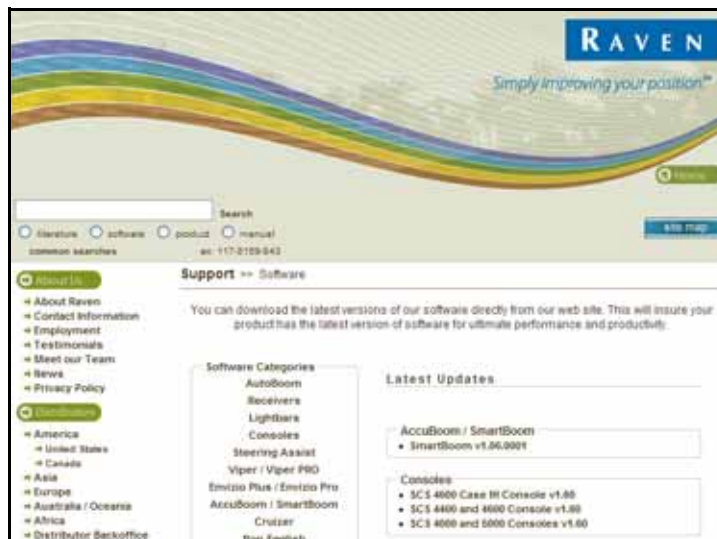 RAVEN
Simply improving your position℠
Home
Search
literature software product manual
common searches ex: 117-0159-943
site map
About Us
About Raven
Contact Information
Employment
Testimonials
Meet our Team
News
Privacy Policy
Distributors
America
United States
Canada
Asia
Europe
Australia / Oceania
Africa
Distributor Backoffice
Support >> Software
You can download the latest versions of our software directly from our web site. This will insure your
product has the latest version of software for ultimate performance and productivity.
Software Categories
AutoBoom
Receivers
Lightbars
Consoles
Steering Assist
Viper / Viper PRO
Envizio Plus / Envizio Pro
AccuBoom / SmartBoom
Cruizer
Non English
Latest Updates
AccuBoom / SmartBoom
SmartBoom v1.06.0001
Consoles
SCS 4600 Case IH Console v1.60
SCS 4400 and 4600 Console v1.60
SCS 4000 and 5000 Consoles v1.60